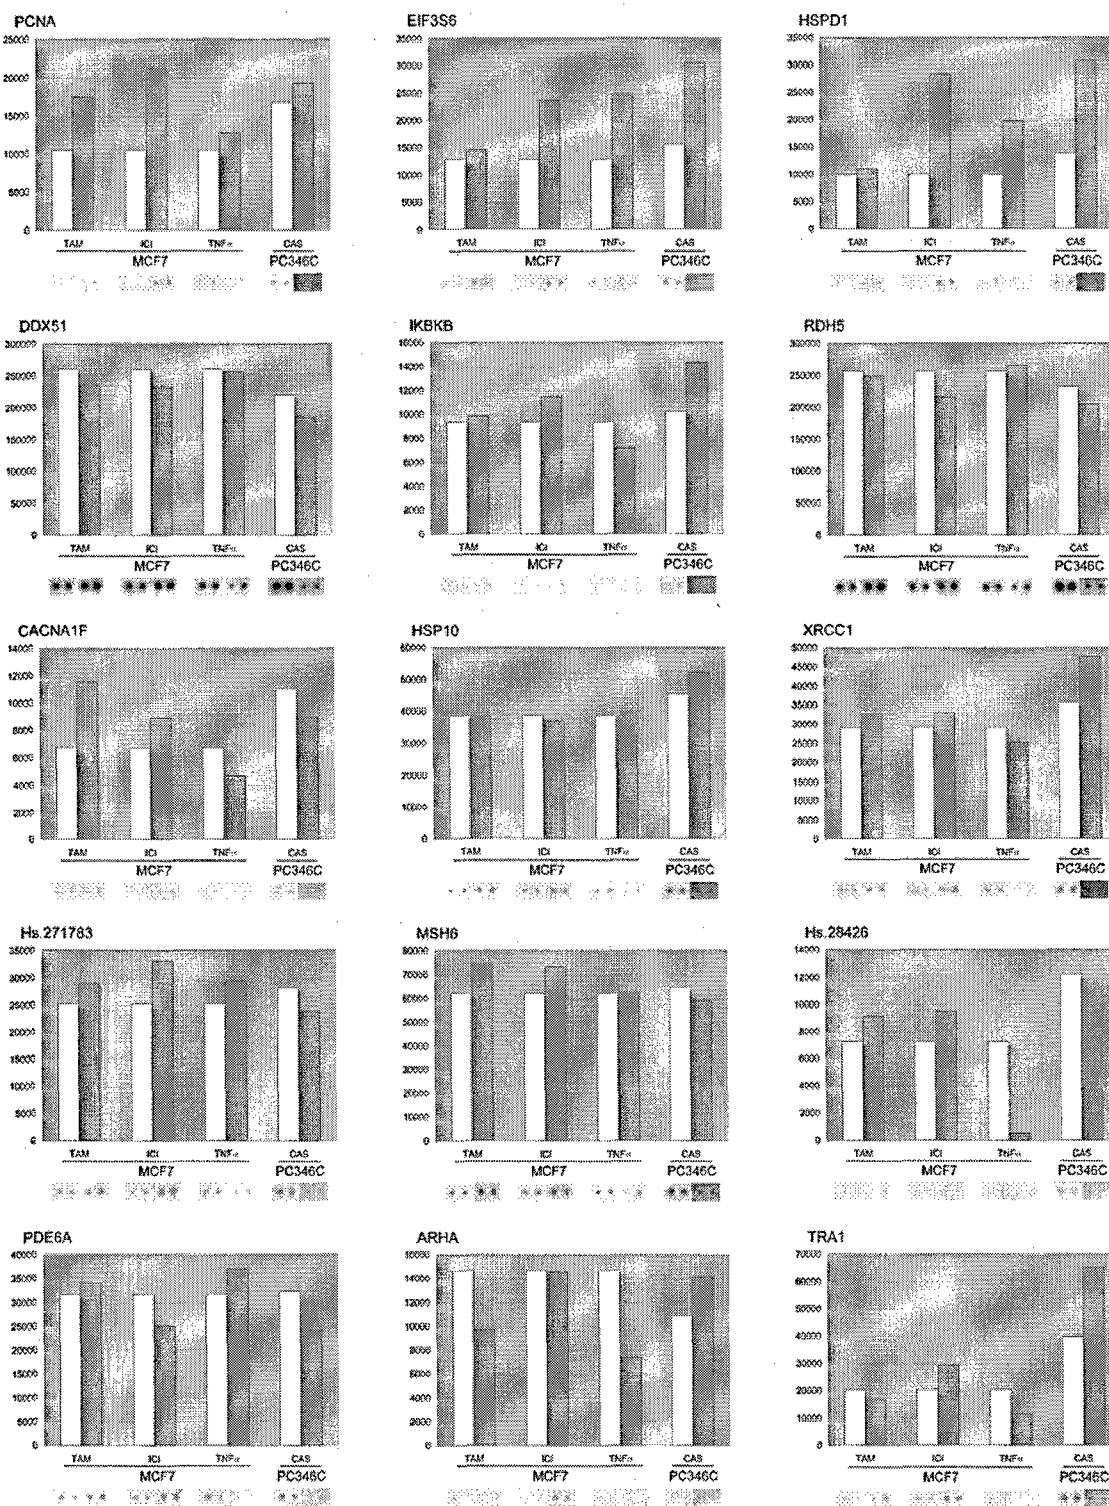 PCNA
25000
20000
15000
10000
5000
0
TAM ICI TNFα CAS
MCF7 PC346C
EIF3S6
35000
30000
25000
20000
15000
10000
5000
0
TAM ICI TNFα CAS
MCF7 PC346C
HSPD1
35000
30000
25000
20000
15000
10000
5000
0
TAM ICI TNFα CAS
MCF7 PC346C
DDX51
300000
250000
200000
150000
100000
50000
0
TAM ICI TNFα CAS
MCF7 PC346C
IKBKB
16000
14000
12000
10000
8000
6000
4000
2000
0
TAM ICI TNFα CAS
MCF7 PC346C
RDH5
300000
250000
200000
150000
100000
50000
0
TAM ICI TNFα CAS
MCF7 PC346C
CACNA1F
14000
12000
10000
8000
6000
4000
2000
0
TAM ICI TNFα CAS
MCF7 PC346C
HSP10
60000
50000
40000
30000
20000
10000
0
TAM ICI TNFα CAS
MCF7 PC346C
XRCC1
50000
45000
40000
35000
30000
25000
20000
15000
10000
5000
0
TAM ICI TNFα CAS
MCF7 PC346C
Hs.271783
35000
30000
25000
20000
15000
10000
5000
0
TAM ICI TNFα CAS
MCF7 PC346C
MSH6
80000
70000
60000
50000
40000
30000
20000
10000
0
TAM ICI TNFα CAS
MCF7 PC346C
Hs.28426
14000
12000
10000
8000
6000
4000
2000
0
TAM ICI TNFα CAS
MCF7 PC346C
PDE6A
40000
35000
30000
25000
20000
15000
10000
5000
0
TAM ICI TNFα CAS
MCF7 PC346C
ARHA
16000
14000
12000
10000
8000
6000
4000
2000
0
TAM ICI TNFα CAS
MCF7 PC346C
TRA1
70000
60000
50000
40000
30000
20000
10000
0
TAM ICI TNFα CAS
MCF7 PC346C